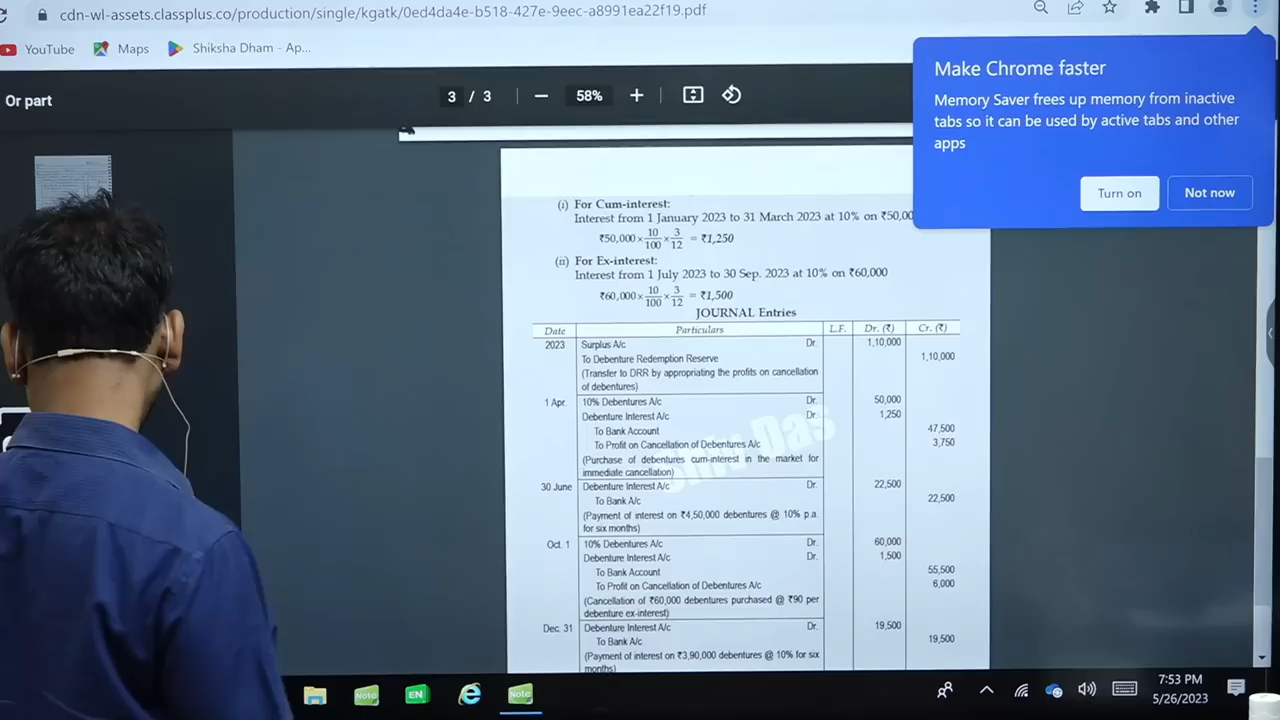 cdn-wl-assets.classplus.co/production/single/kgatk/0ed4da4e-b518-427e-9eec-a8991ea22f19.pdf
YouTube Maps Shiksha Dham - Ap...
Make Chrome faster
Memory Saver frees up memory from inactive
tabs so it can be used by active tabs and other
apps
Turn on Not now
Or part
3 / 3 58%
(i) For Cum-interest:
Interest from 1 January 2023 to 31 March 2023 at 10% on ₹50,00
₹50,000 × 10/100 × 3/12 = ₹1,250
(ii) For Ex-interest:
Interest from 1 July 2023 to 30 Sep. 2023 at 10% on ₹60,000
₹60,000 × 10/100 × 3/12 = ₹1,500
JOURNAL Entries
Date Particulars L.F. Dr. (₹) Cr. (₹)
2023 Surplus A/c Dr. 1,10,000
To Debenture Redemption Reserve 1,10,000
(Transfer to DRR by appropriating the profits on cancellation
of debentures)
1 Apr. 10% Debentures A/c Dr. 50,000
Debenture Interest A/c Dr. 1,250
To Bank Account 47,500
To Profit on Cancellation of Debentures A/c 3,750
(Purchase of debentures cum-interest in the market for
immediate cancellation)
30 June Debenture Interest A/c Dr. 22,500
To Bank A/c 22,500
(Payment of interest on ₹4,50,000 debentures @ 10% p.a.
for six months)
Oct. 1 10% Debentures A/c Dr. 60,000
Debenture Interest A/c Dr. 1,500
To Bank Account 55,500
To Profit on Cancellation of Debentures A/c 6,000
(Cancellation of ₹60,000 debentures purchased @ ₹90 per
debenture ex-interest)
Dec. 31 Debenture Interest A/c Dr. 19,500
To Bank A/c 19,500
(Payment of interest on ₹3,90,000 debentures @ 10% for six
months)
Shiv Das
Note EN Note
7:53 PM
5/26/2023